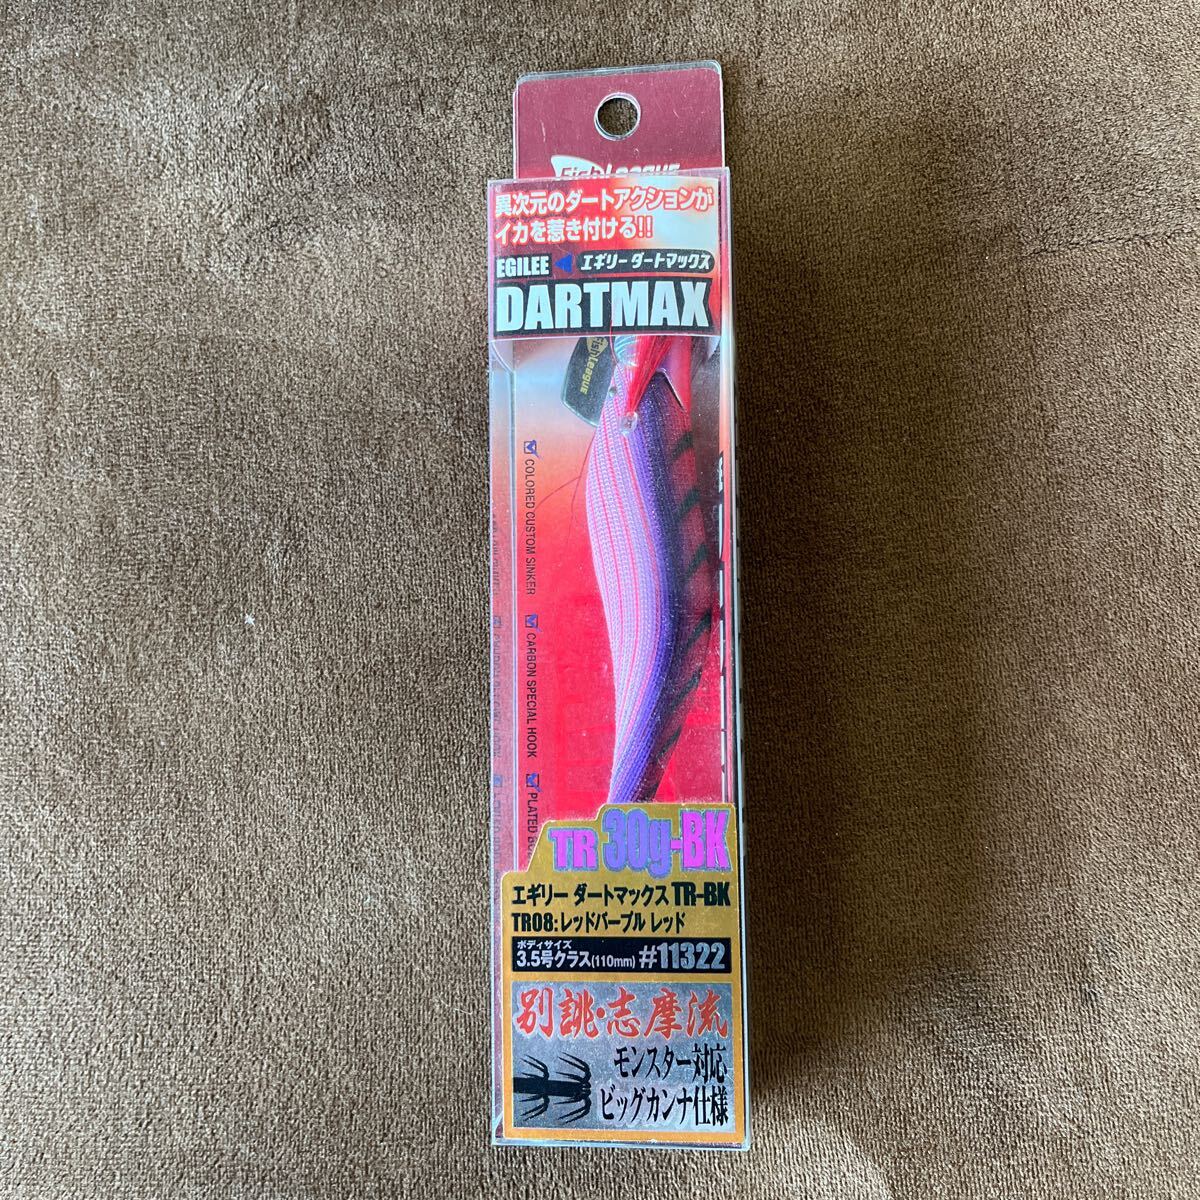 FishLeague
異次元のダートアクションが
イカを惹き付ける!!
EGILEE エギリー ダートマックス
DARTMAX
FishLeague
COLORED CUSTOM SINKER
CARBON SPECIAL HOOK
PLATED
TR 30g-BK
エギリー ダートマックス TR-BK
TR08:レッドパープル レッド
ボディサイズ
3.5号クラス(110mm) #11322
別誂・志摩流
モンスター対応
ビッグカンナ仕様